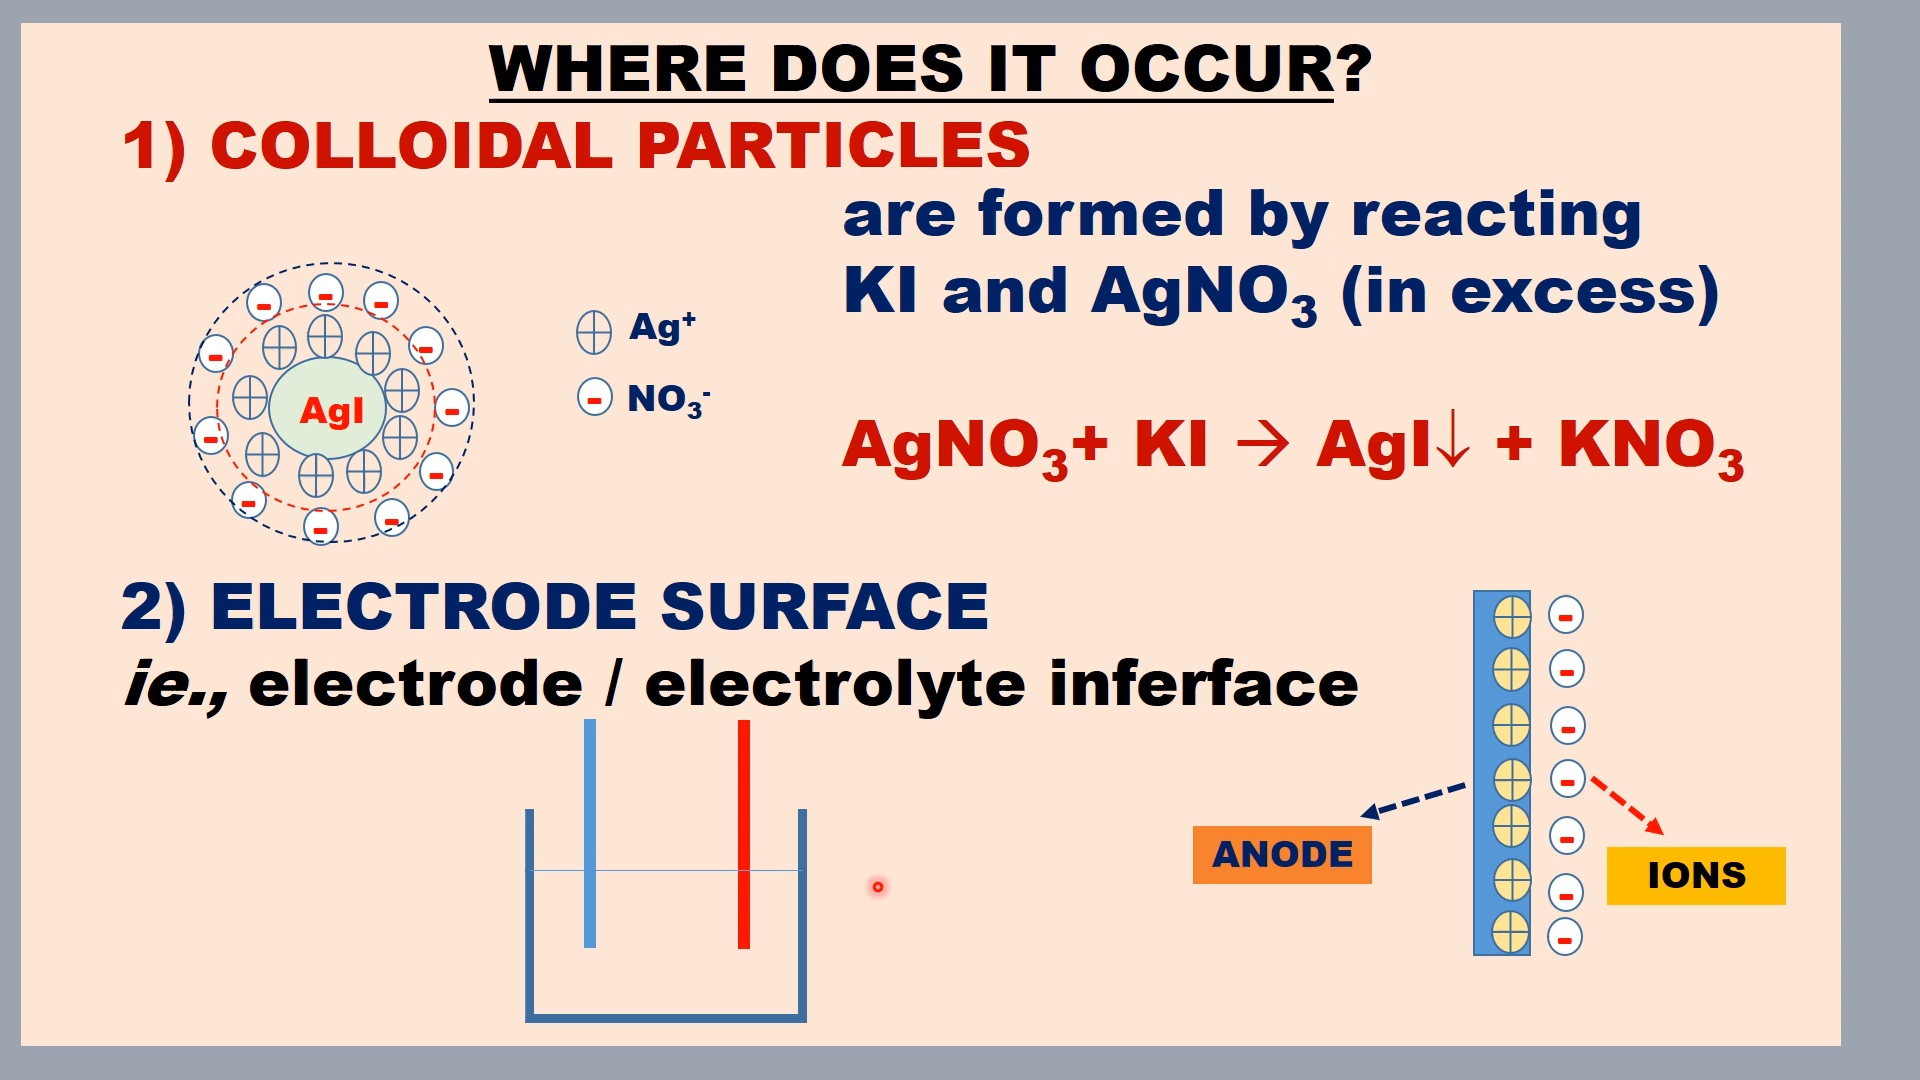 WHERE DOES IT OCCUR?
1) COLLOIDAL PARTICLES
are formed by reacting
KI and AgNO₃ (in excess)
Ag⁺
NO₃⁻
AgI
AgNO₃+ KI → AgI↓ + KNO₃
2) ELECTRODE SURFACE
ie., electrode / electrolyte inferface
ANODE
IONS